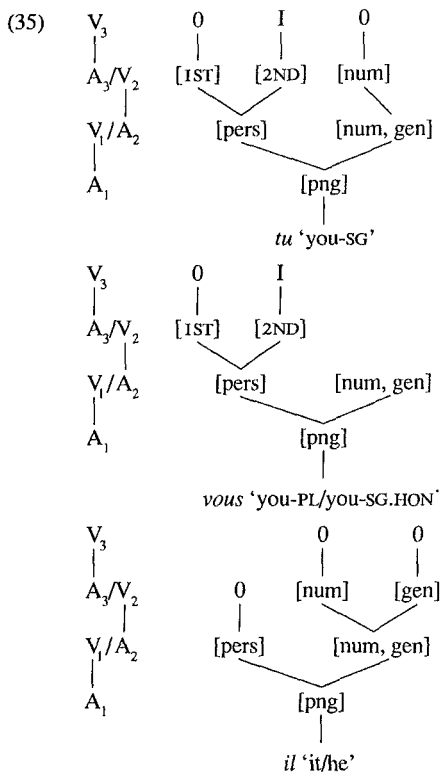 (35) V₃ 0 I 0
A₃/V₂ [1ST] [2ND] [num]
V₁/A₂ [pers] [num, gen]
A₁ [png]
tu ‘you-SG’
V₃ 0 I
A₃/V₂ [1ST] [2ND]
V₁/A₂ [pers] [num, gen]
A₁ [png]
vous ‘you-PL/you-SG.HON’
V₃ 0 0
A₃/V₂ 0 [num] [gen]
V₁/A₂ [pers] [num, gen]
A₁ [png]
il ‘it/he’